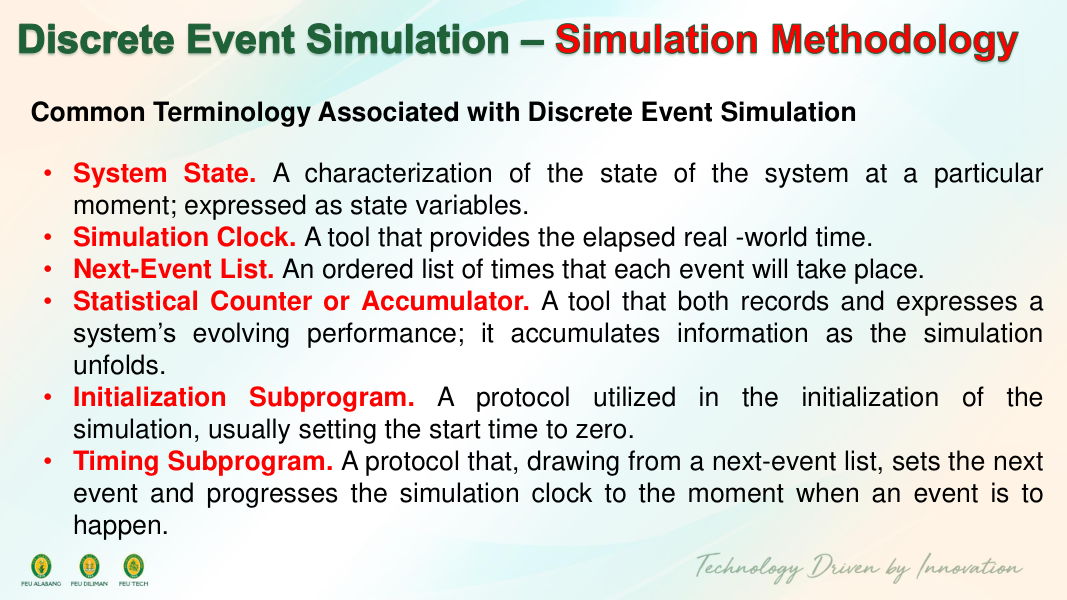 Discrete Event Simulation – Simulation Methodology
Common Terminology Associated with Discrete Event Simulation
• System State. A characterization of the state of the system at a particular
moment; expressed as state variables.
• Simulation Clock. A tool that provides the elapsed real -world time.
• Next-Event List. An ordered list of times that each event will take place.
• Statistical Counter or Accumulator. A tool that both records and expresses a
system’s evolving performance; it accumulates information as the simulation
unfolds.
• Initialization Subprogram. A protocol utilized in the initialization of the
simulation, usually setting the start time to zero.
• Timing Subprogram. A protocol that, drawing from a next-event list, sets the next
event and progresses the simulation clock to the moment when an event is to
happen.
FEU ALABANG FEU DILIMAN FEU TECH
Technology Driven by Innovation